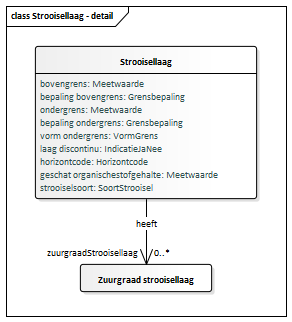 class Strooisellaag - detail
Strooisellaag
bovengrens: Meetwaarde
bepaling bovengrens: Grensbepaling
ondergrens: Meetwaarde
bepaling ondergrens: Grensbepaling
vorm ondergrens: VormGrens
laag discontinu: IndicatieJaNee
horizontcode: Horizontcode
geschat organischestofgehalte: Meetwaarde
strooiselsoort: SoortStrooisel
heeft
zuurgraadStrooisellaag 0..*
Zuurgraad strooisellaag